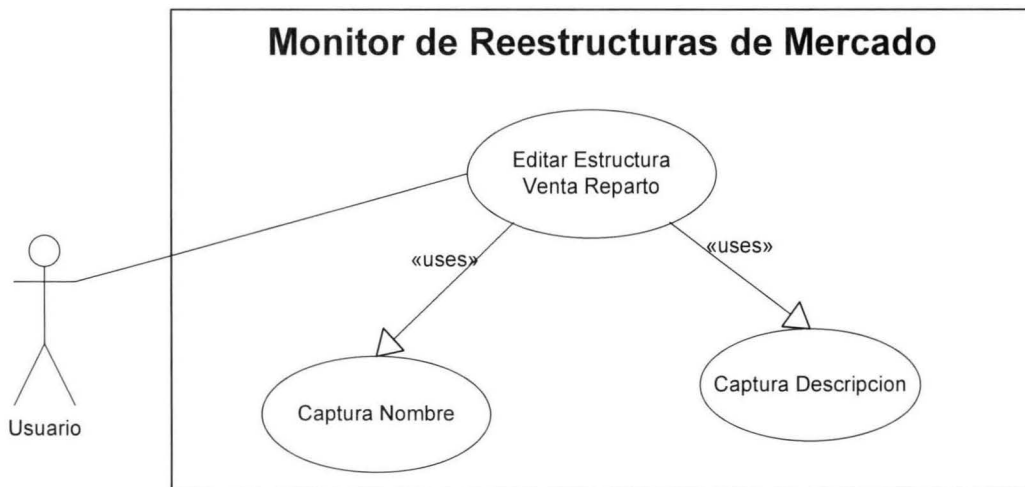 Monitor de Reestructuras de Mercado
Editar Estructura
Venta Reparto
«uses»
«uses»
Captura Nombre
Captura Descripcion
Usuario